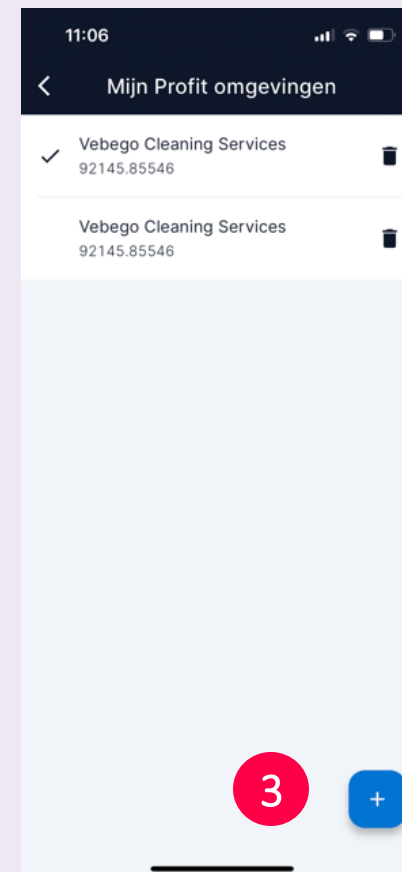 11:06
Mijn Profit omgevingen
Vebego Cleaning Services
92145.85546
Vebego Cleaning Services
92145.85546
3
+